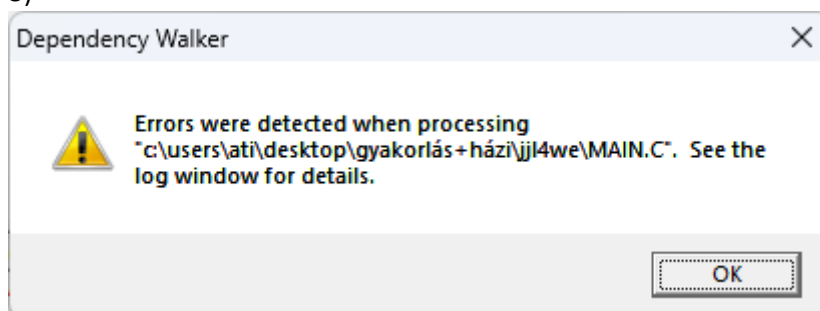 Dependency Walker
Errors were detected when processing
"c:\users\ati\desktop\gyakorlás+házi\jjl4we\MAIN.C". See the
log window for details.
OK